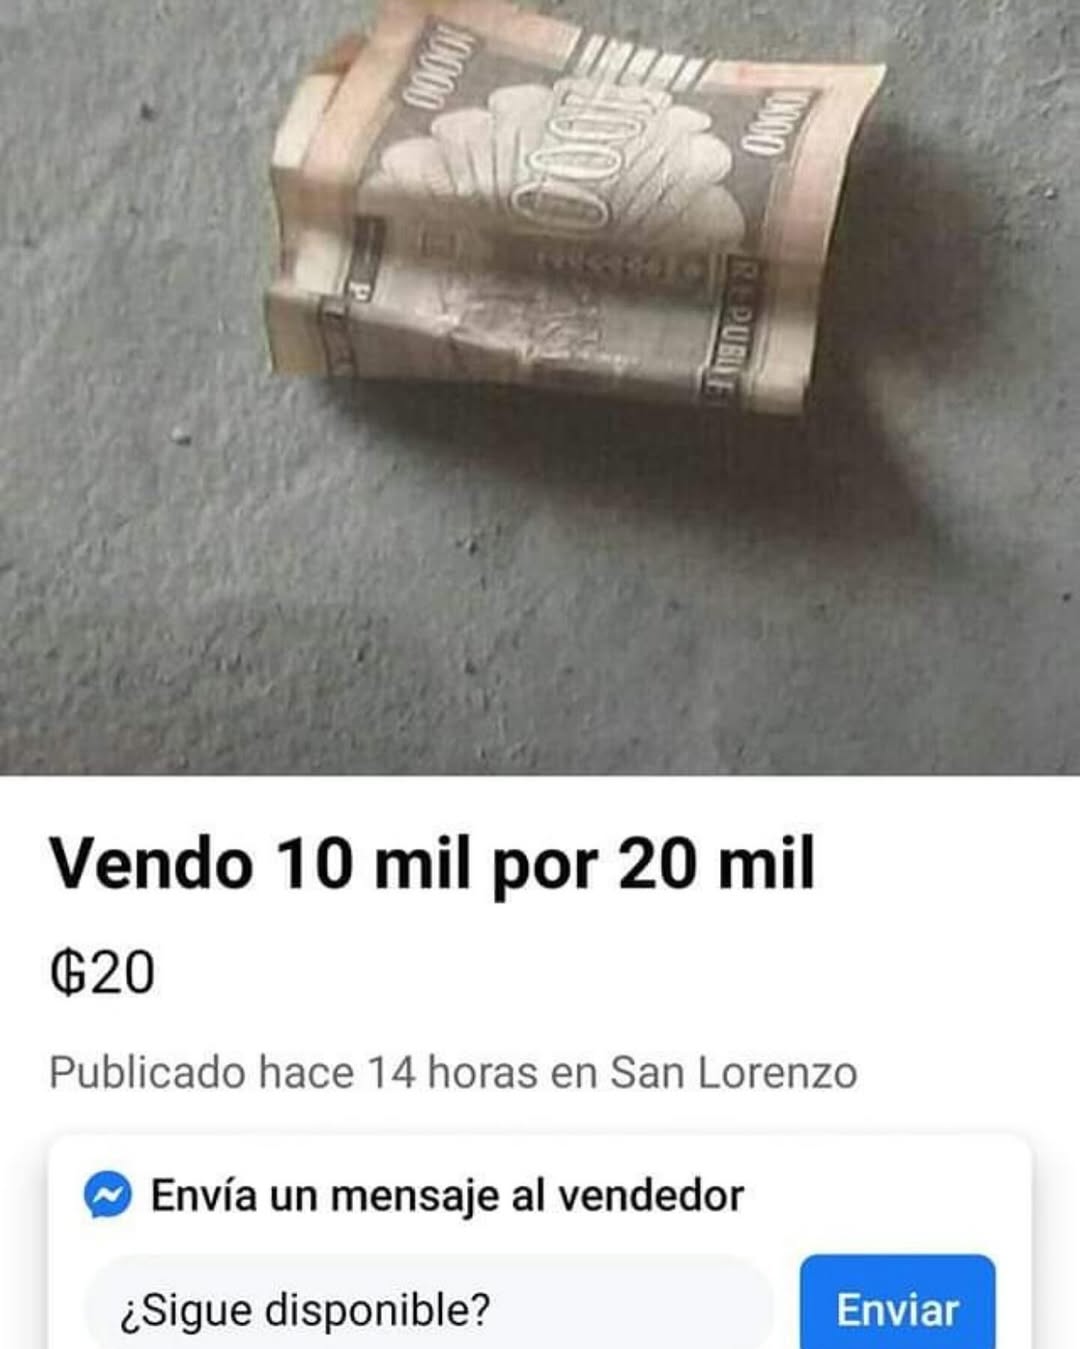 10000
1000
10000
REPUBLI
Vendo 10 mil por 20 mil
₲20
Publicado hace 14 horas en San Lorenzo
Envía un mensaje al vendedor
¿Sigue disponible?
Enviar